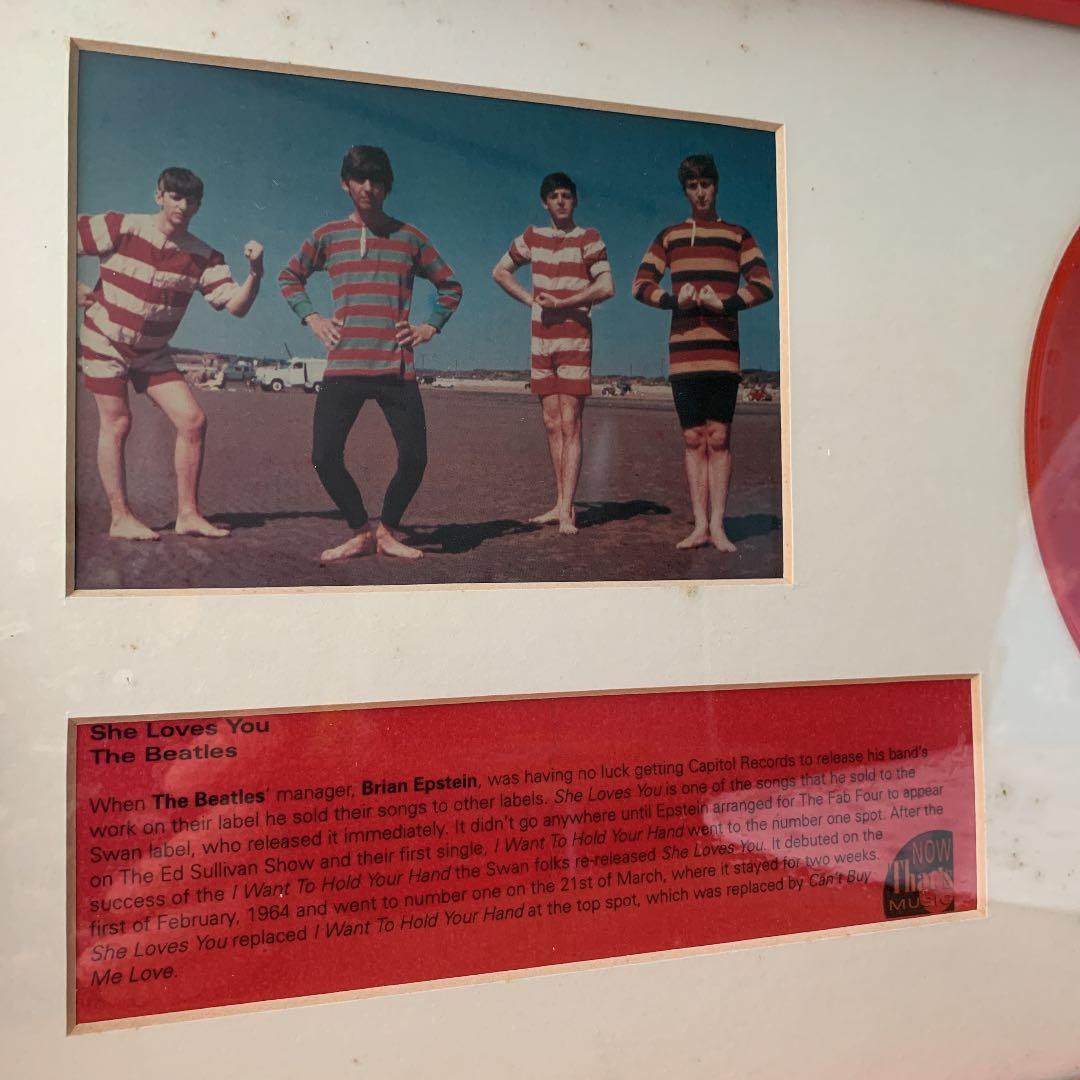 She Loves You
The Beatles
When The Beatles' manager, Brian Epstein, was having no luck getting Capitol Records to release his band's
work on their label he sold their songs to other labels. She Loves You is one of the songs that he sold to the
Swan label, who released it immediately. It didn't go anywhere until Epstein arranged for The Fab Four to appear
on The Ed Sullivan Show and their first single, I Want To Hold Your Hand went to the number one spot. After the
success of the I Want To Hold Your Hand the Swan folks re-released She Loves You. It debuted on the
first of February, 1964 and went to number one on the 21st of March, where it stayed for two weeks.
She Loves You replaced I Want To Hold Your Hand at the top spot, which was replaced by Can't Buy
Me Love.
NOW
That's
MUSIC